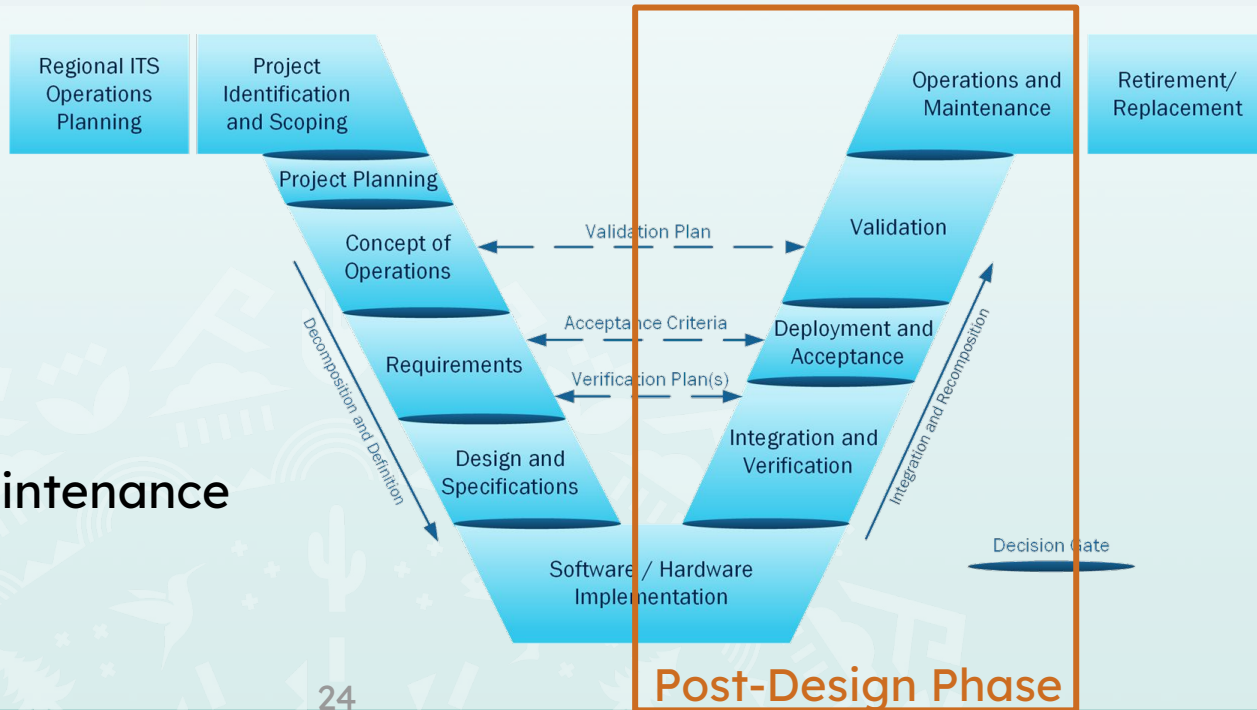 Regional ITS
Operations
Planning
Project
Identification
and Scoping
Project Planning
Concept of
Operations
Requirements
Design and
Specifications
Software / Hardware
Implementation
Integration and
Verification
Deployment and
Acceptance
Validation
Operations and
Maintenance
Retirement/
Replacement
Validation Plan
Acceptance Criteria
Verification Plan(s)
Decomposition and Definition
Integration and Recomposition
Decision Gate
intenance
24
Post-Design Phase